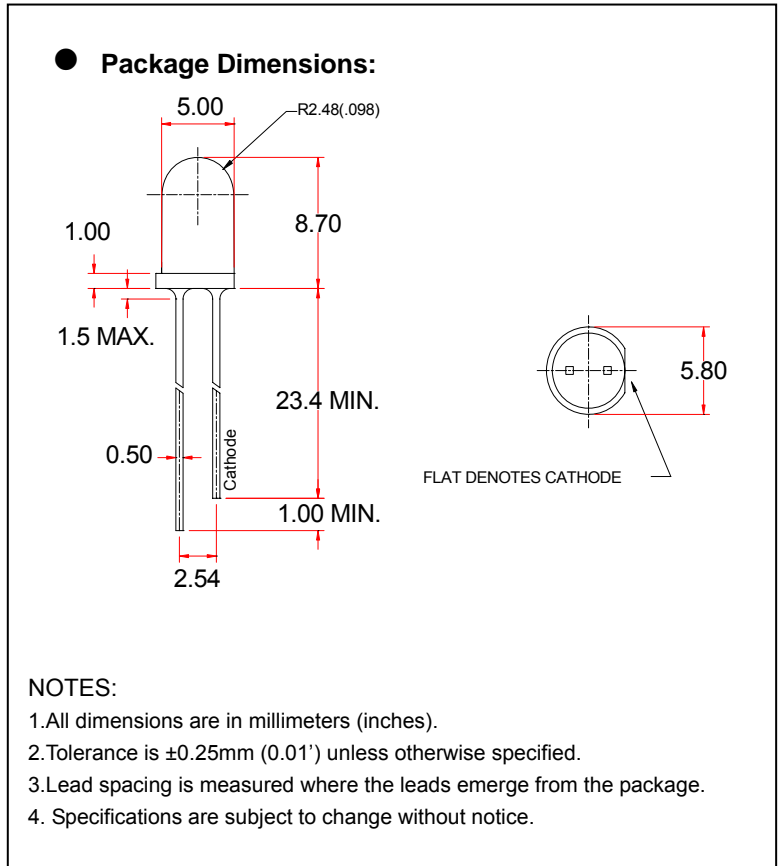 ● Package Dimensions:
5.00
R2.48(.098)
8.70
1.00
1.5 MAX.
5.80
23.4 MIN.
Cathode
0.50
FLAT DENOTES CATHODE
1.00 MIN.
2.54
NOTES:
1.All dimensions are in millimeters (inches).
2.Tolerance is ±0.25mm (0.01') unless otherwise specified.
3.Lead spacing is measured where the leads emerge from the package.
4. Specifications are subject to change without notice.